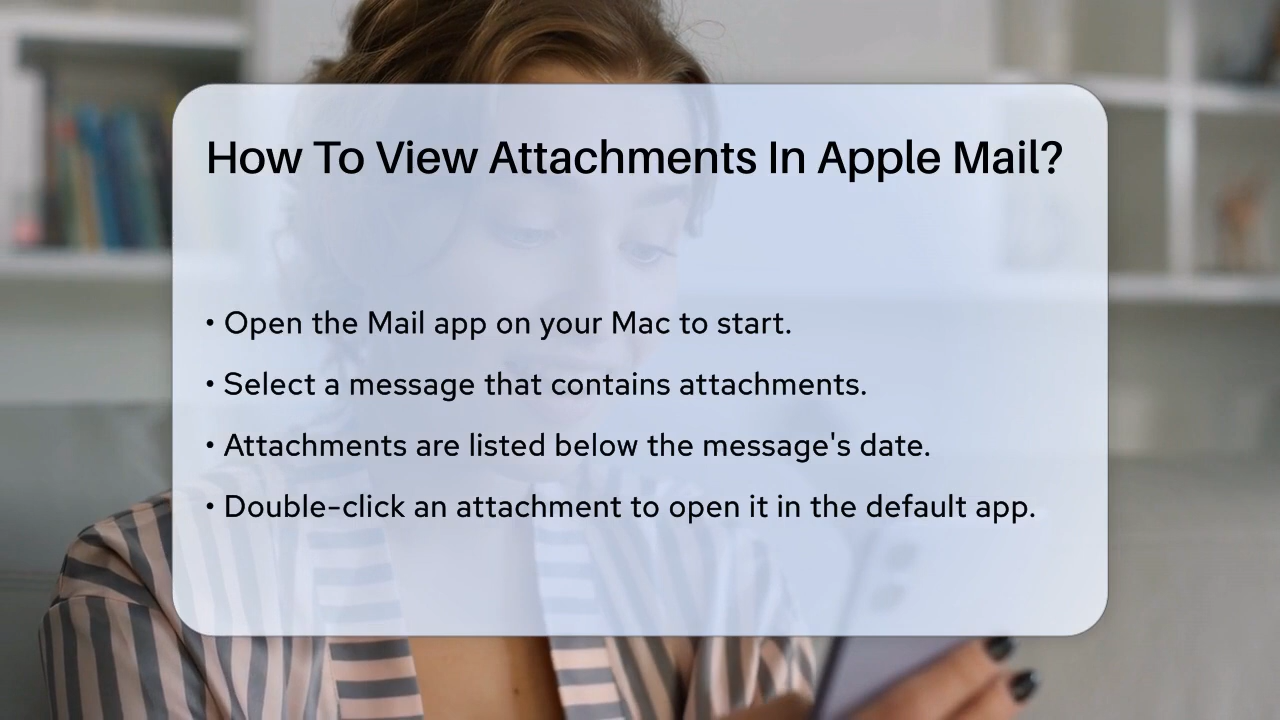 How To View Attachments In Apple Mail?
• Open the Mail app on your Mac to start.
• Select a message that contains attachments.
• Attachments are listed below the message's date.
• Double-click an attachment to open it in the default app.